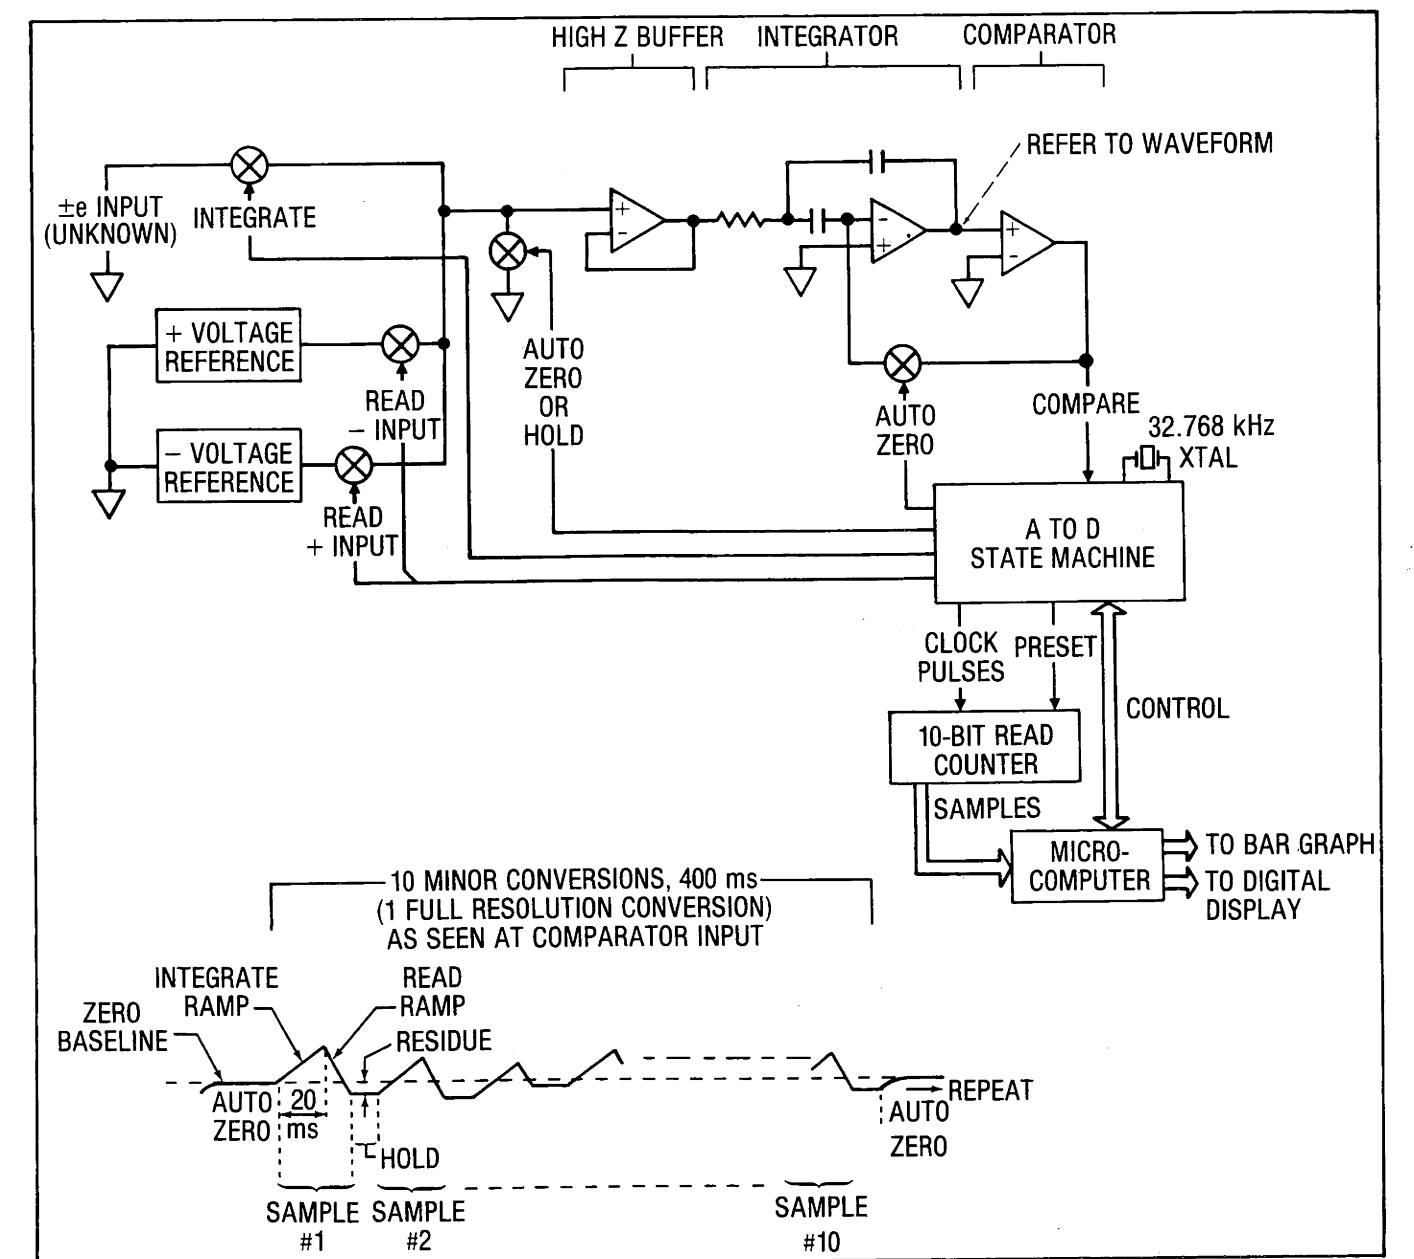 HIGH Z BUFFER
INTEGRATOR
COMPARATOR
REFER TO WAVEFORM
±e INPUT
(UNKNOWN)
INTEGRATE
+
−
−
+
+
−
+ VOLTAGE
REFERENCE
READ
− INPUT
AUTO
ZERO
OR
HOLD
AUTO
ZERO
COMPARE
32.768 kHz
XTAL
− VOLTAGE
REFERENCE
READ
+ INPUT
A TO D
STATE MACHINE
CLOCK
PULSES
PRESET
CONTROL
10-BIT READ
COUNTER
SAMPLES
MICRO-
COMPUTER
TO BAR GRAPH
TO DIGITAL
DISPLAY
10 MINOR CONVERSIONS, 400 ms
(1 FULL RESOLUTION CONVERSION)
AS SEEN AT COMPARATOR INPUT
INTEGRATE
RAMP
READ
RAMP
ZERO
BASELINE
RESIDUE
AUTO
ZERO
20
ms
HOLD
REPEAT
AUTO
ZERO
SAMPLE
#1
SAMPLE
#2
SAMPLE
#10